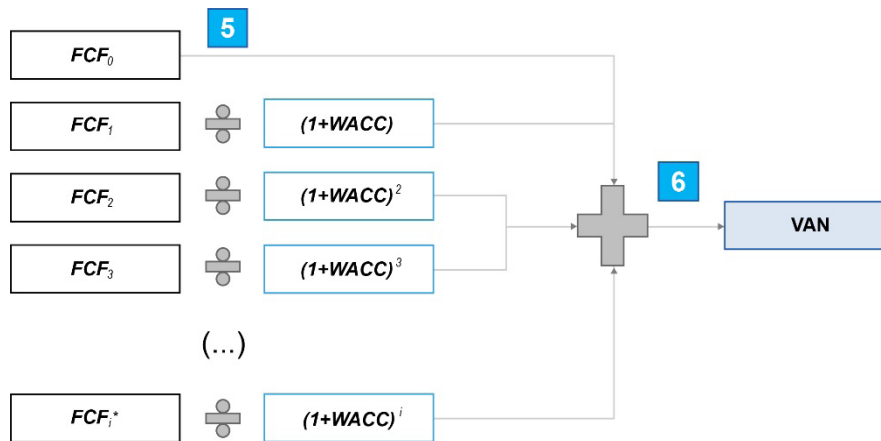 5
FCF₀
FCF₁ (1+WACC)
6
FCF₂ (1+WACC)²
VAN
FCF₃ (1+WACC)³
(...)
FCFᵢ* (1+WACC)ⁱ